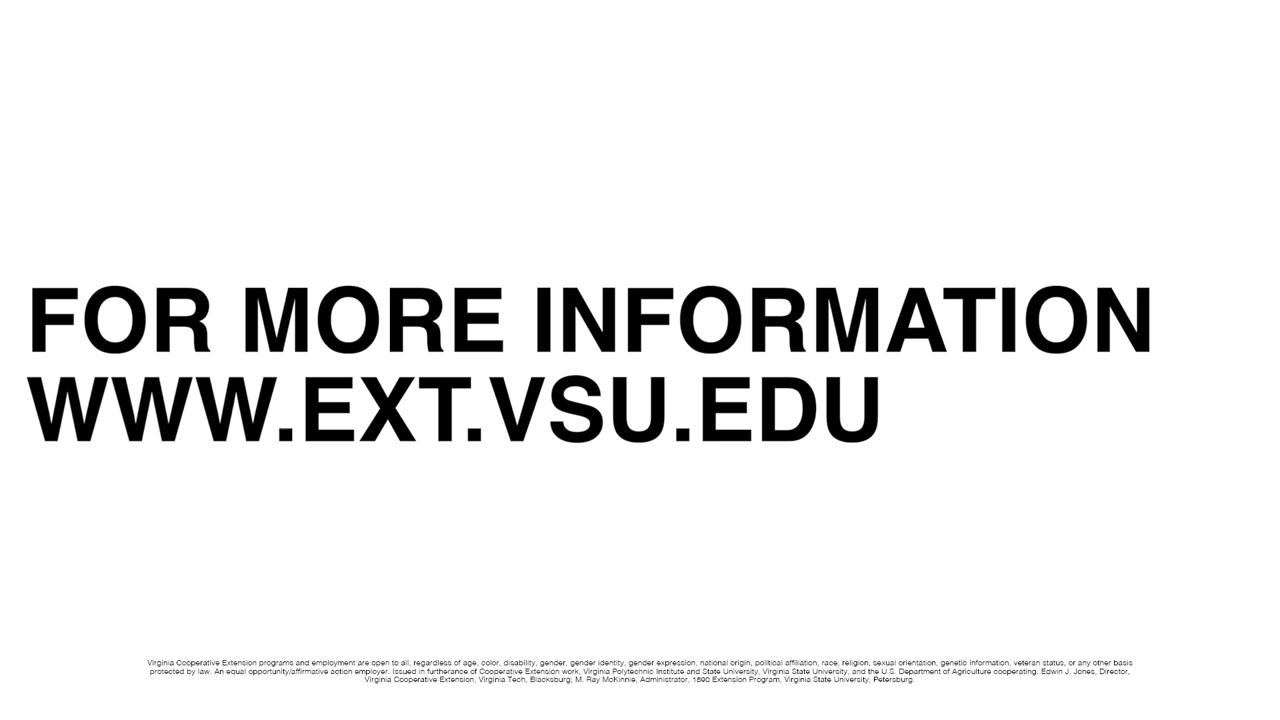 FOR MORE INFORMATION
WWW.EXT.VSU.EDU
Virginia Cooperative Extension programs and employment are open to all, regardless of age, color, disability, gender, gender identity, gender expression, national origin, political affiliation, race, religion, sexual orientation, genetic information, veteran status, or any other basis
protected by law. An equal opportunity/affirmative action employer. Issued in furtherance of Cooperative Extension work, Virginia Polytechnic Institute and State University, Virginia State University, and the U.S. Department of Agriculture cooperating. Edwin J. Jones, Director,
Virginia Cooperative Extension, Virginia Tech, Blacksburg; M. Ray McKinnie, Administrator, 1890 Extension Program, Virginia State University, Petersburg.